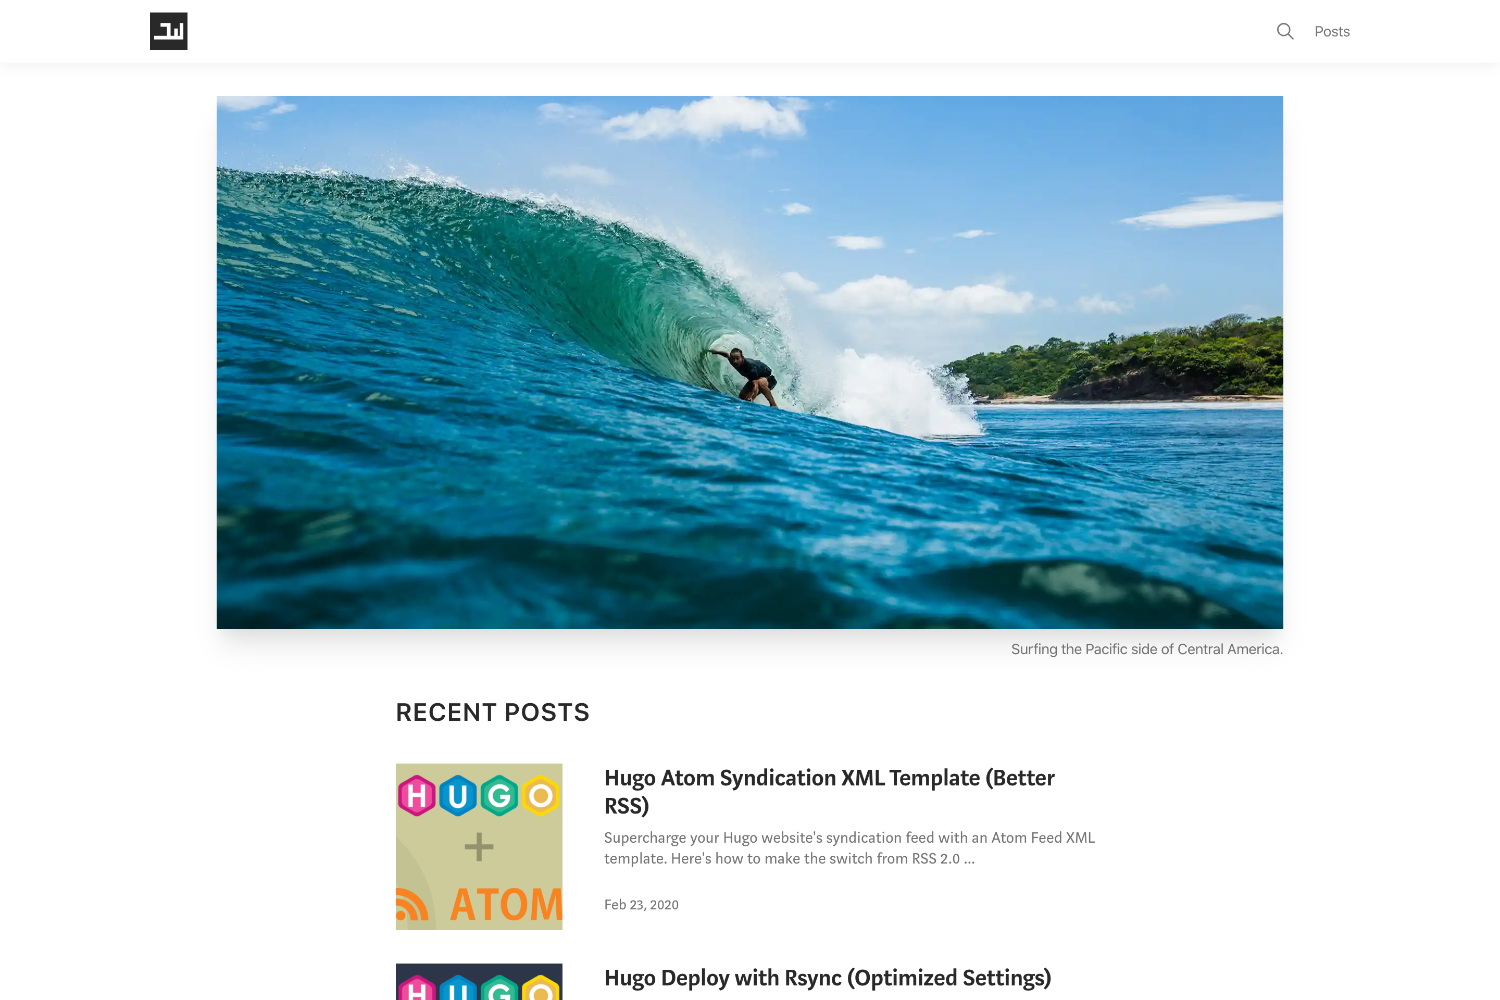 Posts
Surfing the Pacific side of Central America.
RECENT POSTS
HUGO
+
ATOM
Hugo Atom Syndication XML Template (Better
RSS)
Supercharge your Hugo website's syndication feed with an Atom Feed XML
template. Here's how to make the switch from RSS 2.0 ...
Feb 23, 2020
HUGO
Hugo Deploy with Rsync (Optimized Settings)